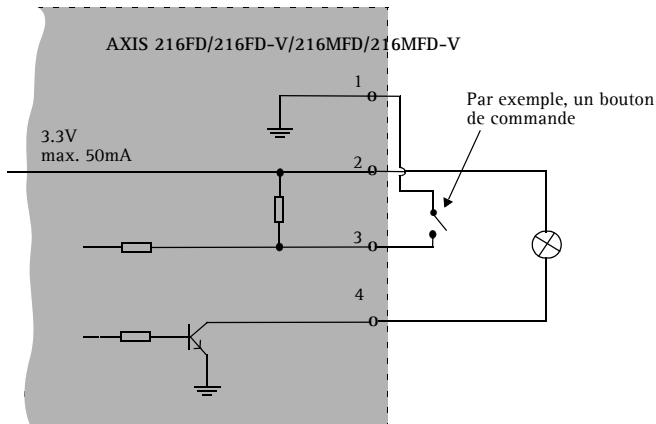 AXIS 216FD/216FD-V/216MFD/216MFD-V
1
Par exemple, un bouton
de commande
3.3V
max. 50mA
2
3
4